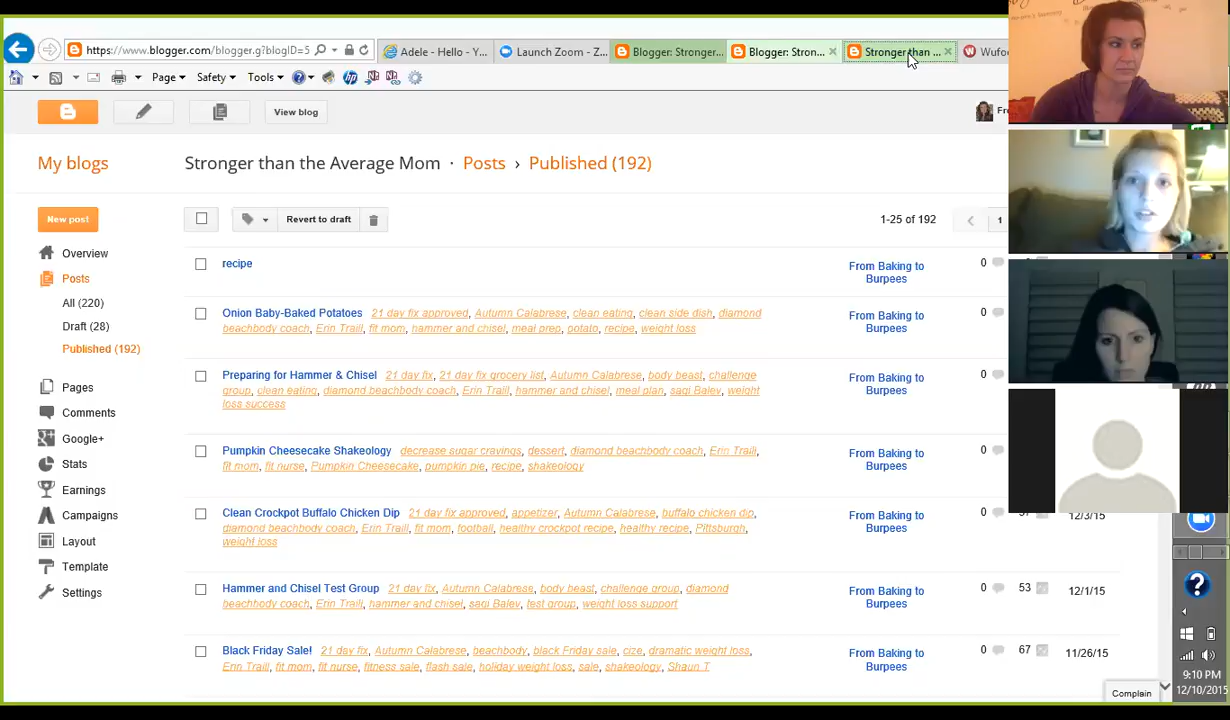 https://www.blogger.com/blogger.g?blogID=5
Adele - Hello - Y...
Launch Zoom - Z...
Blogger: Stronger...
Blogger: Stron...
Stronger than ...
Wufoo
Page
Safety
Tools
View blog
My blogs
Stronger than the Average Mom · Posts › Published (192)
New post
Revert to draft
1-25 of 192
1
Overview
Posts
All (220)
Draft (28)
Published (192)
Pages
Comments
Google+
Stats
Earnings
Campaigns
Layout
Template
Settings
recipe
From Baking to
Burpees
0
Onion Baby-Baked Potatoes 21 day fix approved, Autumn Calabrese, clean eating, clean side dish, diamond
beachbody coach, Erin Traill, fit mom, hammer and chisel, meal prep, potato, recipe, weight loss
From Baking to
Burpees
0
Preparing for Hammer & Chisel 21 day fix, 21 day fix grocery list, Autumn Calabrese, body beast, challenge
group, clean eating, diamond beachbody coach, Erin Traill, hammer and chisel, meal plan, sagi Balev, weight
loss success
From Baking to
Burpees
0
Pumpkin Cheesecake Shakeology decrease sugar cravings, dessert, diamond beachbody coach, Erin Traill,
fit mom, fit nurse, Pumpkin Cheesecake, pumpkin pie, recipe, shakeology
From Baking to
Burpees
0
Clean Crockpot Buffalo Chicken Dip 21 day fix approved, appetizer, Autumn Calabrese, buffalo chicken dip,
diamond beachbody coach, Erin Traill, fit mom, football, healthy crockpot recipe, healthy recipe, Pittsburgh,
weight loss
From Baking to
Burpees
0
12/3/15
Hammer and Chisel Test Group 21 day fix, Autumn Calabrese, body beast, challenge group, diamond
beachbody coach, Erin Traill, hammer and chisel, sagi Balev, test group, weight loss support
From Baking to
Burpees
0 53 12/1/15
Black Friday Sale! 21 day fix, Autumn Calabrese, beachbody, black Friday sale, cize, dramatic weight loss,
Erin Traill, fit mom, fit nurse, fitness sale, flash sale, holiday weight loss, sale, shakeology, Shaun T
From Baking to
Burpees
0 67 11/26/15
Complain
9:10 PM
12/10/2015